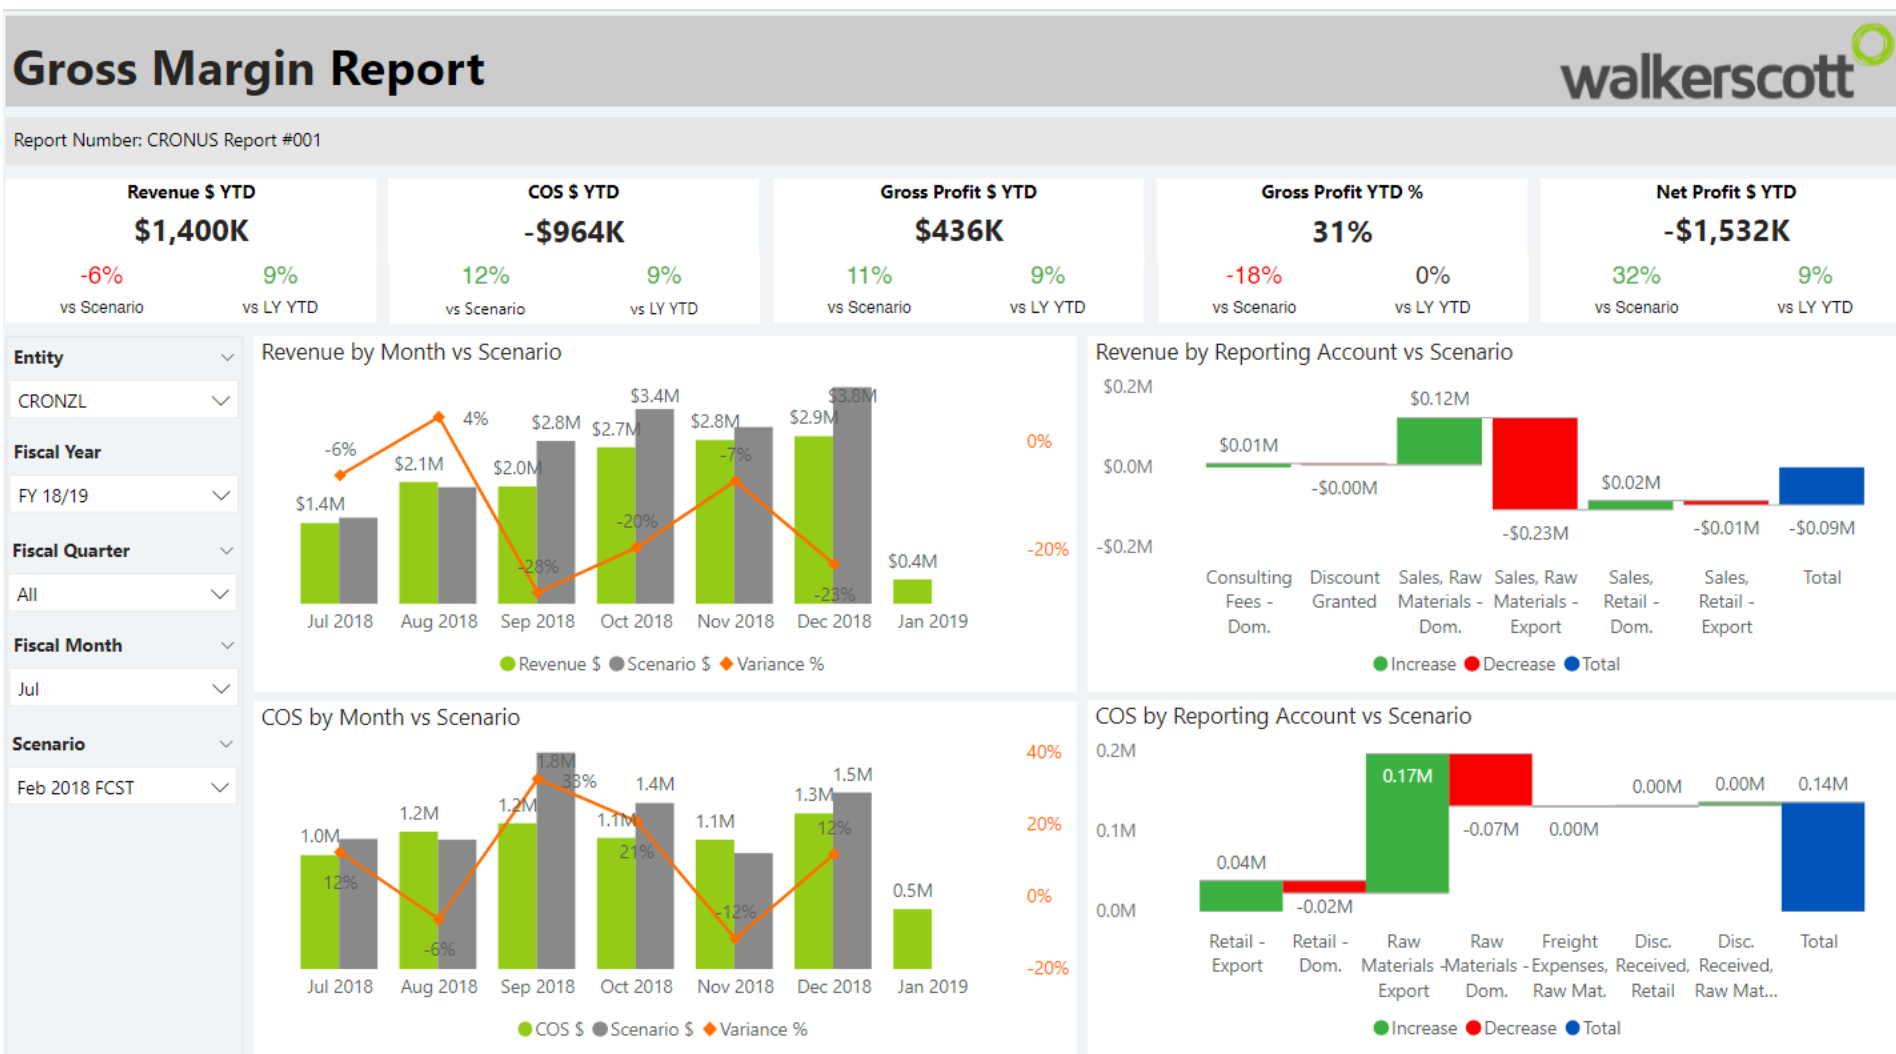 Gross Margin Report
walkerscott
Report Number: CRONUS Report #001
Revenue $ YTD
$1,400K
-6% 9%
vs Scenario vs LY YTD
COS $ YTD
-$964K
12% 9%
vs Scenario vs LY YTD
Gross Profit $ YTD
$436K
11% 9%
vs Scenario vs LY YTD
Gross Profit YTD %
31%
-18% 0%
vs Scenario vs LY YTD
Net Profit $ YTD
-$1,532K
32% 9%
vs Scenario vs LY YTD
Entity
CRONZL
Fiscal Year
FY 18/19
Fiscal Quarter
All
Fiscal Month
Jul
Scenario
Feb 2018 FCST
Revenue by Month vs Scenario
$3.4M $3.8M
-6% 4% $2.8M $2.7M $2.8M $2.9M
$2.1M $2.0M -7%
$1.4M -20%
-28% -23% $0.4M
0%
-20%
Jul 2018 Aug 2018 Sep 2018 Oct 2018 Nov 2018 Dec 2018 Jan 2019
Revenue $ Scenario $ Variance %
Revenue by Reporting Account vs Scenario
$0.2M
$0.0M
-$0.2M
$0.01M -$0.00M $0.12M -$0.23M $0.02M -$0.01M -$0.09M
Consulting Discount Sales, Raw Sales, Raw Sales, Sales, Total
Fees - Granted Materials - Materials - Retail - Retail -
Dom. Dom. Export Dom. Export
Increase Decrease Total
COS by Month vs Scenario
1.8M
33% 1.4M 1.5M
1.2M 1.2M 1.1M 1.1M 1.3M
1.0M 21% 12%
12% -6% -12% 0.5M
40%
20%
0%
-20%
Jul 2018 Aug 2018 Sep 2018 Oct 2018 Nov 2018 Dec 2018 Jan 2019
COS $ Scenario $ Variance %
COS by Reporting Account vs Scenario
0.2M
0.1M
0.0M
0.04M -0.02M 0.17M -0.07M 0.00M 0.00M 0.00M 0.14M
Retail - Retail - Raw Raw Freight Disc. Disc. Total
Export Dom. Materials - Materials - Expenses, Received, Received,
Export Dom. Raw Mat. Retail Raw Mat...
Increase Decrease Total